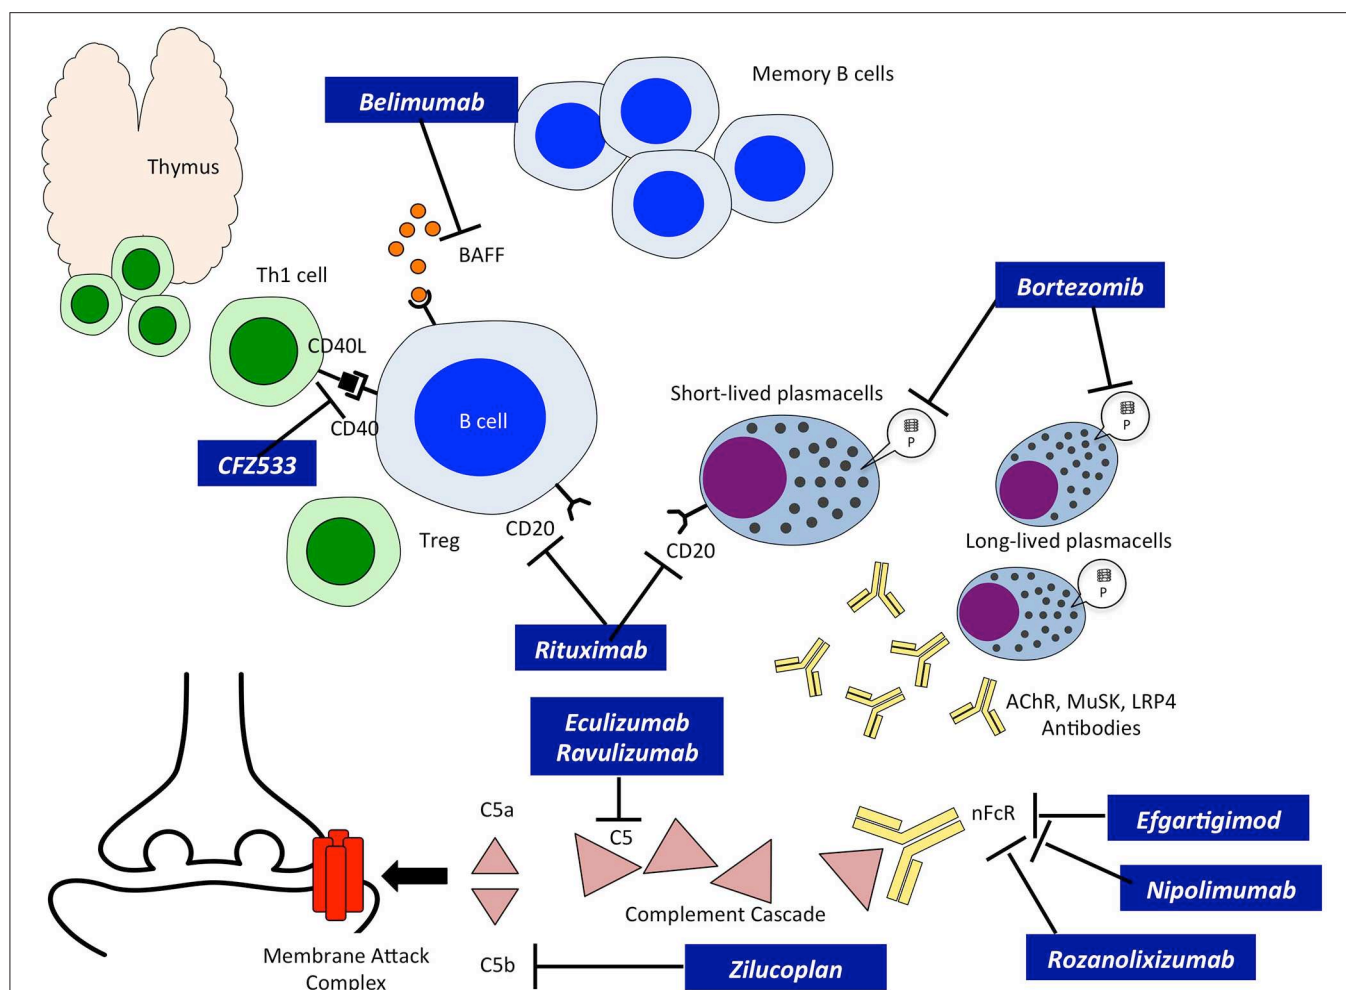 Memory B cells
Belimumab
Thymus
BAFF
Th1 cell
Bortezomib
CD40L
Short-lived plasmacells
B cell
P
P
CD40
CFZ533
CD20
Treg
CD20
Long-lived plasmacells
P
Rituximab
AChR, MuSK, LRP4
Antibodies
Eculizumab
Ravulizumab
C5a
C5
nFcR
Efgartigimod
Nipolimumab
Complement Cascade
Membrane Attack
Complex
C5b
Zilucoplan
Rozanolixizumab